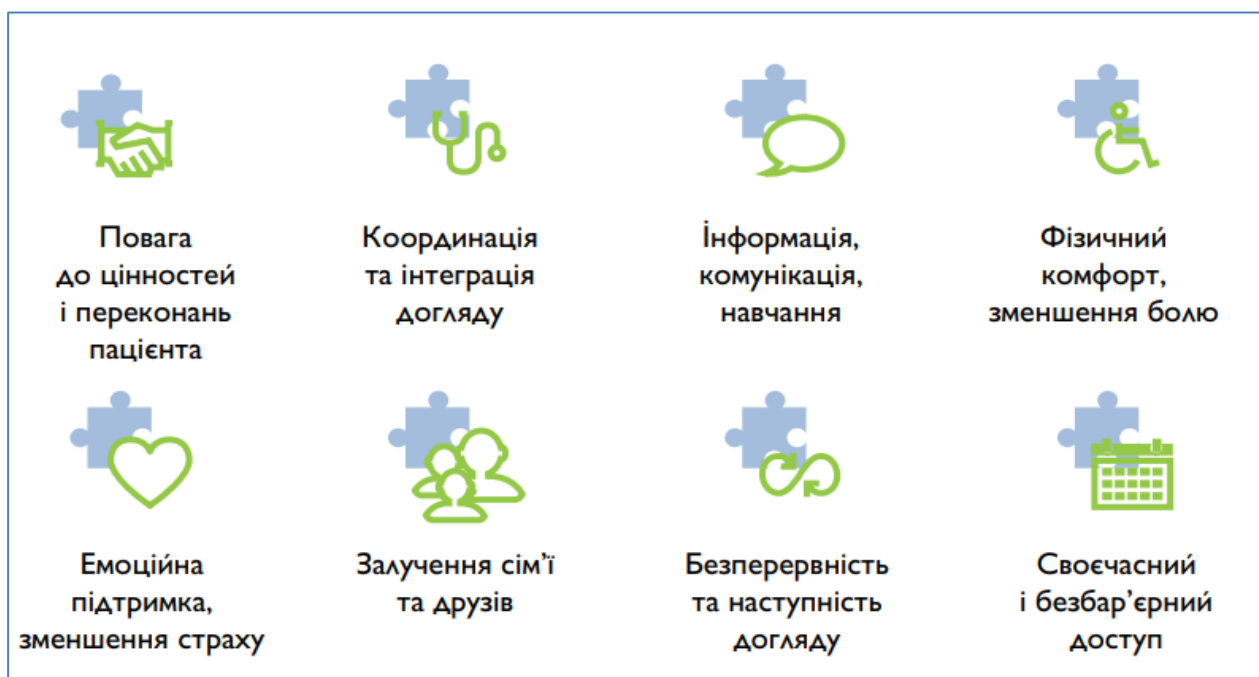 Повага
до цінностей
і переконань
пацієнта
Координація
та інтеграція
догляду
Інформація,
комунікація,
навчання
Фізичний
комфорт,
зменшення болю
Емоційна
підтримка,
зменшення страху
Залучення сім’ї
та друзів
Безперервність
та наступність
догляду
Своєчасний
і безбар’єрний
доступ